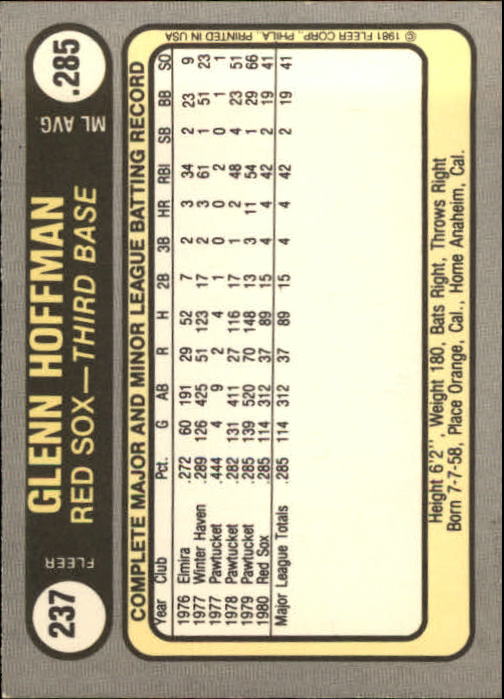 237
FLEER
GLENN HOFFMAN
RED SOX—THIRD BASE
ML AVG.
.285
COMPLETE MAJOR AND MINOR LEAGUE BATTING RECORD
Year Club Pct. G AB R H 2B 3B HR RBI SB BB SO
1976 Elmira .272 60 191 29 52 7 2 3 34 2 23 9
1977 Winter Haven .289 126 425 51 123 17 2 3 61 1 51 23
1977 Pawtucket .444 4 9 2 4 1 0 0 2 0 1 1
1978 Pawtucket .282 131 411 27 116 17 1 2 48 4 23 51
1979 Pawtucket .285 139 520 70 148 13 3 11 54 1 29 66
1980 Red Sox .285 114 312 37 89 15 4 4 42 2 19 41
Major League Totals .285 114 312 37 89 15 4 4 42 2 19 41
Height 6'2'', Weight 180, Bats Right, Throws Right
Born 7-7-58, Place Orange, Cal., Home Anaheim, Cal.
© 1981 FLEER CORP., PHILA., PRINTED IN USA